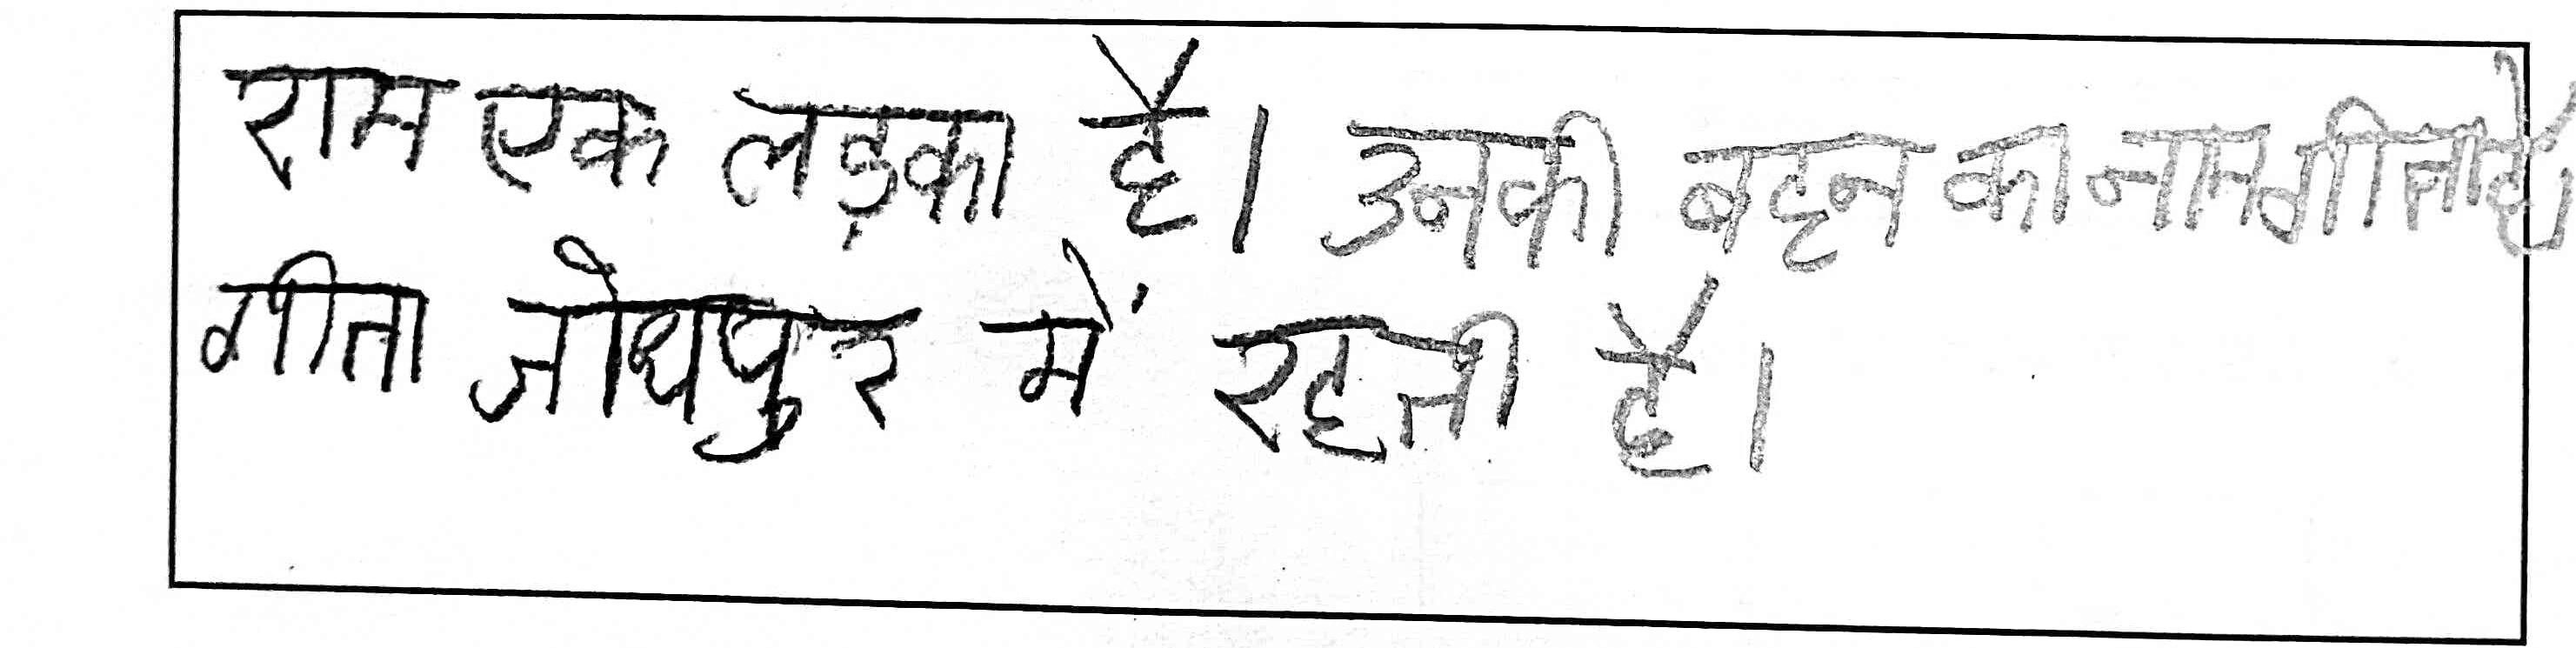 राम एक लड़का है। उनकी बहन का नाम गीता है।
गीता जोधपुर में रहती है।